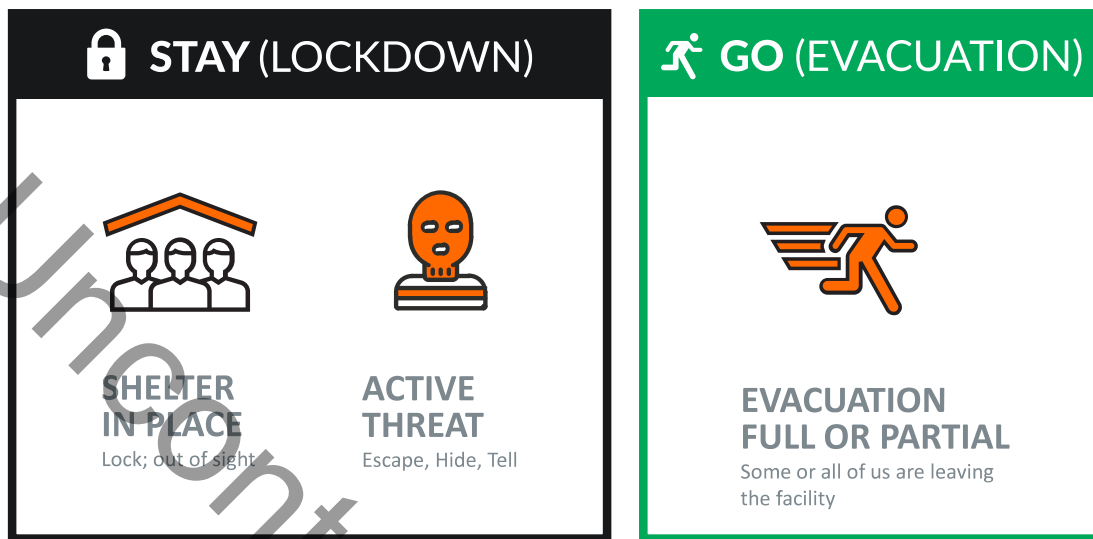 STAY (LOCKDOWN)
SHELTER
IN PLACE
Lock; out of sight
ACTIVE
THREAT
Escape, Hide, Tell
GO (EVACUATION)
EVACUATION
FULL OR PARTIAL
Some or all of us are leaving
the facility
Uncont